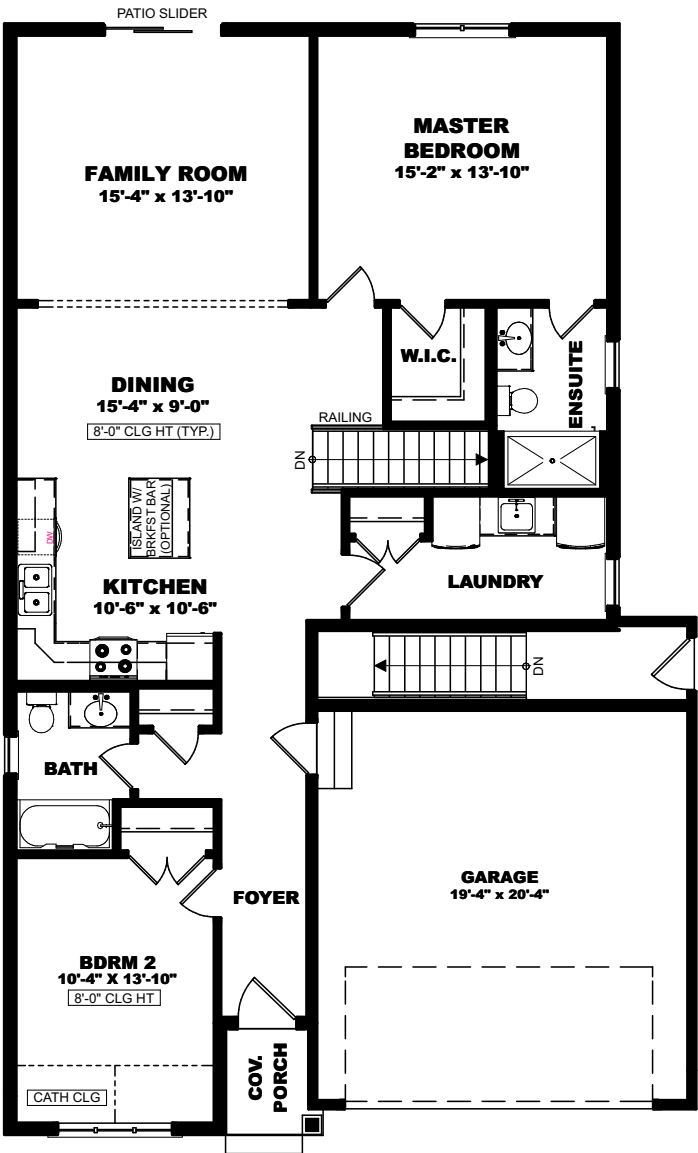 PATIO SLIDER
FAMILY ROOM
15'-4" x 13'-10"
MASTER
BEDROOM
15'-2" x 13'-10"
W.I.C.
ENSUITE
DINING
15'-4" x 9'-0"
8'-0" CLG HT (TYP.)
RAILING
DN
ISLAND W/
BRKFST BAR
(OPTIONAL)
DW
KITCHEN
10'-6" x 10'-6"
LAUNDRY
DN
BATH
FOYER
GARAGE
19'-4" x 20'-4"
BDRM 2
10'-4" X 13'-10"
8'-0" CLG HT
CATH CLG
COV.
PORCH